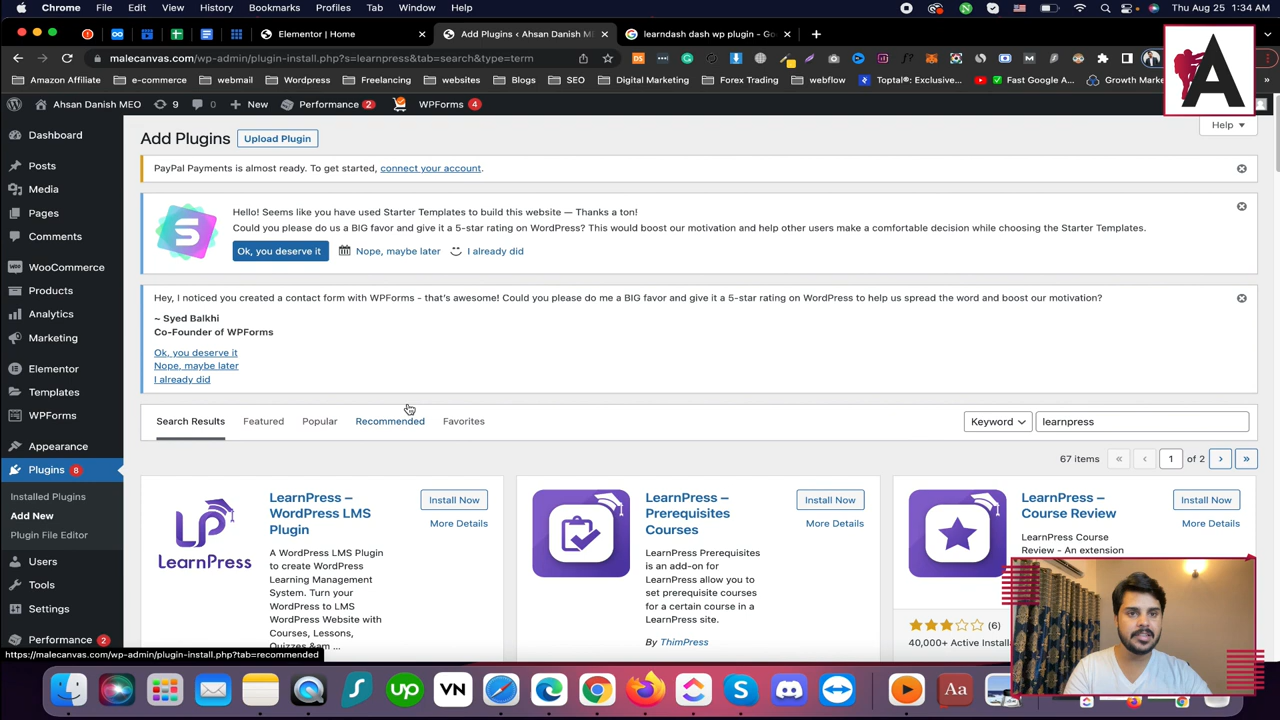 Chrome File Edit View History Bookmarks Profiles Tab Window Help
Thu Aug 25 1:34 AM
Elementor | Home
Add Plugins ‹ Ahsan Danish MEO
learndash dash wp plugin - Go
malecanvas.com/wp-admin/plugin-install.php?s=learnpress&tab=search&type=term
Amazon Affiliate
e-commerce
webmail
Wordpress
Freelancing
websites
Blogs
SEO
Digital Marketing
Forex Trading
webflow
Toptal: Exclusive...
Fast Google A...
Growth Marke
A
Ahsan Danish MEO
9
0
New
Performance 2
WPForms 4
Dashboard
Posts
Media
Pages
Comments
WooCommerce
Products
Analytics
Marketing
Elementor
Templates
WPForms
Appearance
Plugins 8
Installed Plugins
Add New
Plugin File Editor
Users
Tools
Settings
Performance 2
Help
Add Plugins
Upload Plugin
PayPal Payments is almost ready. To get started, connect your account.
Hello! Seems like you have used Starter Templates to build this website — Thanks a ton!
Could you please do us a BIG favor and give it a 5-star rating on WordPress? This would boost our motivation and help other users make a comfortable decision while choosing the Starter Templates.
Ok, you deserve it
Nope, maybe later
I already did
Hey, I noticed you created a contact form with WPForms - that's awesome! Could you please do me a BIG favor and give it a 5-star rating on WordPress to help us spread the word and boost our motivation?
~ Syed Balkhi
Co-Founder of WPForms
Ok, you deserve it
Nope, maybe later
I already did
Search Results
Featured
Popular
Recommended
Favorites
Keyword
learnpress
67 items
«
‹
1
of 2
›
»
LearnPress
LearnPress –
WordPress LMS
Plugin
Install Now
More Details
A WordPress LMS Plugin
to create WordPress
Learning Management
System. Turn your
WordPress to LMS
WordPress Website with
Courses, Lessons,
Quizzes &am ...
LearnPress –
Prerequisites
Courses
Install Now
More Details
LearnPress Prerequisites
is an add-on for
LearnPress allow you to
set prerequisite courses
for a certain course in a
LearnPress site.
By ThimPress
LearnPress –
Course Review
Install Now
More Details
LearnPress Course
Review - An extension
(6)
40,000+ Active Install
https://malecanvas.com/wp-admin/plugin-install.php?tab=recommended
up
VN
Aa